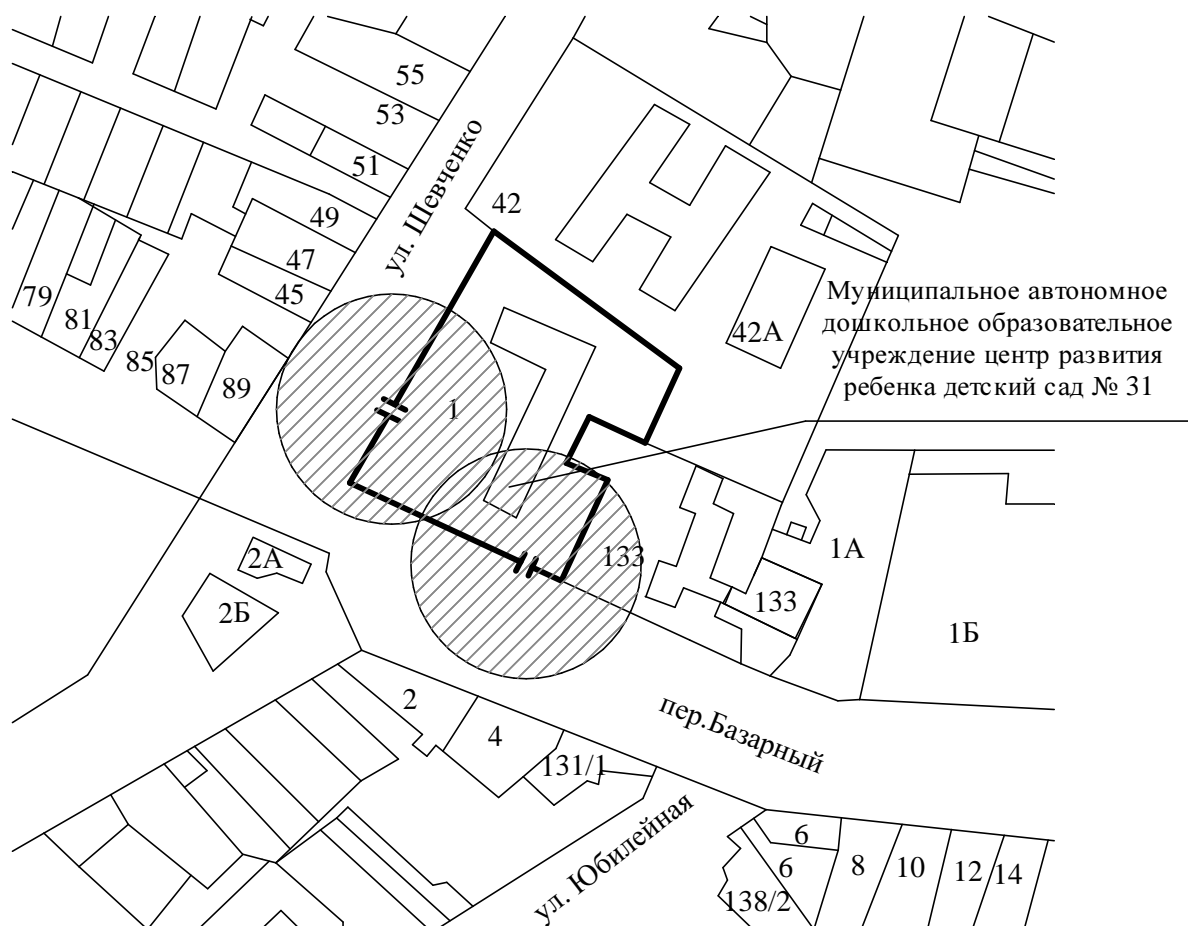 55
53
51
ул. Шевченко
42
49
47
45
79
81
83
85
87
89
42А
Муниципальное автономное
дошкольное образовательное
учреждение центр развития
ребенка детский сад № 31
1
133
1А
133
1Б
2А
2Б
2
4
131/1
пер.Базарный
ул. Юбилейная
6
6
8
10
12
14
138/2